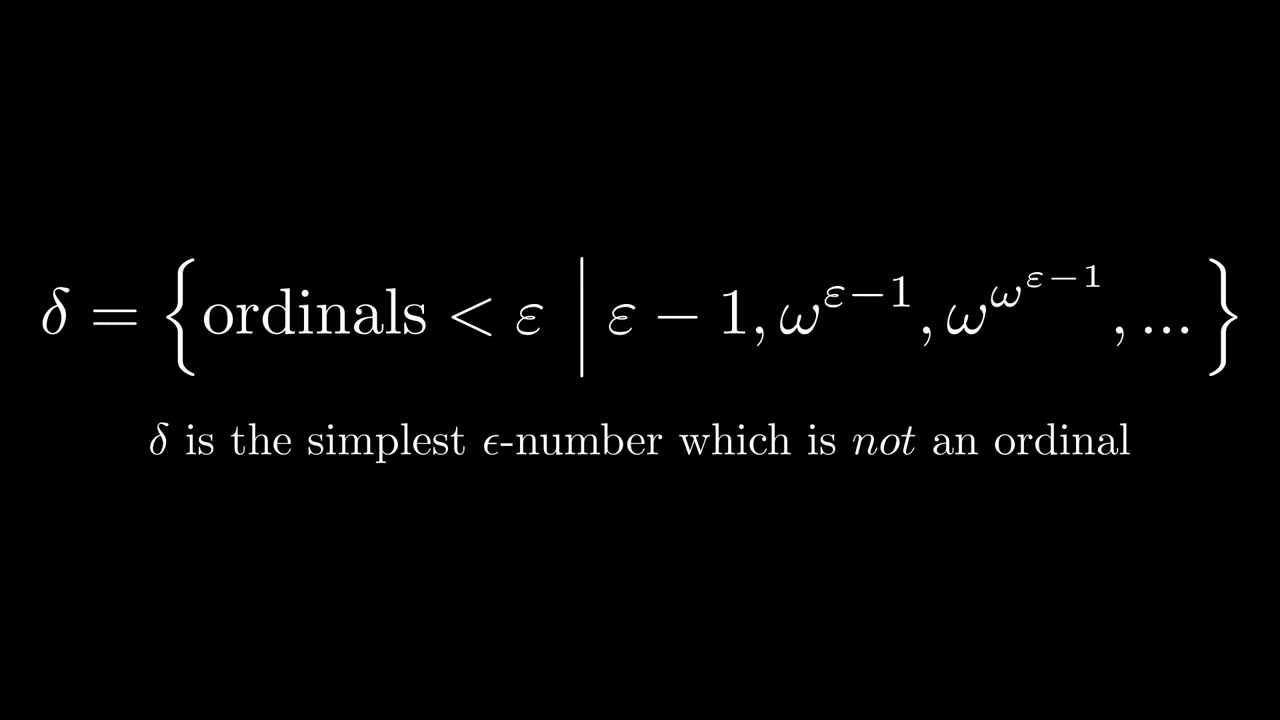 δ = {ordinals < ε | ε − 1, ω^{ε−1}, ω^{ω^{ε−1}}, ...}
δ is the simplest ϵ-number which is not an ordinal